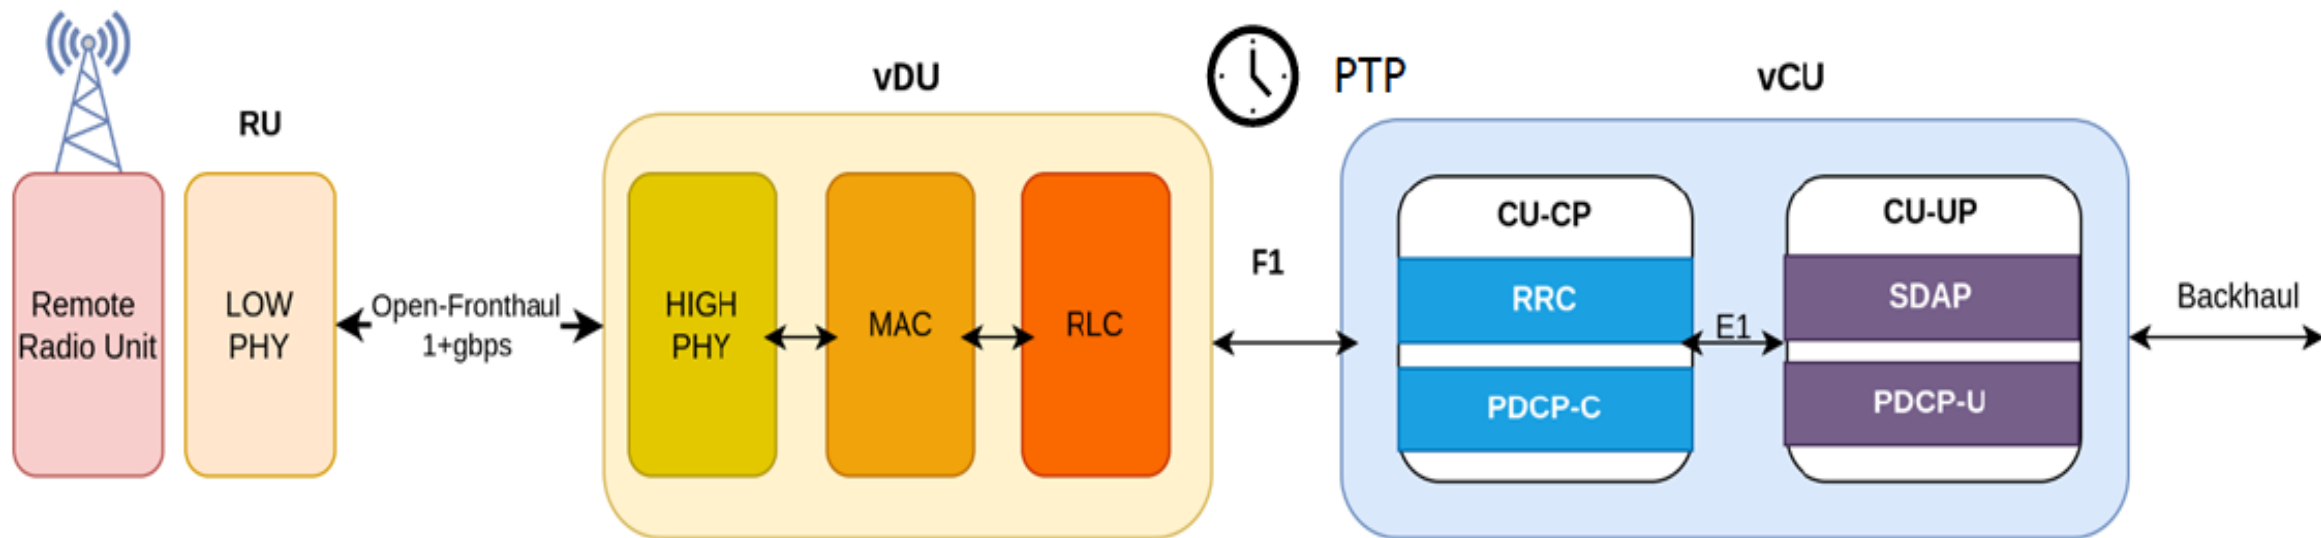 vDU
PTP
vCU
RU
Remote
Radio Unit
LOW
PHY
Open-Fronthaul
1+gbps
HIGH
PHY
MAC
RLC
F1
CU-CP
RRC
PDCP-C
E1
CU-UP
SDAP
PDCP-U
Backhaul